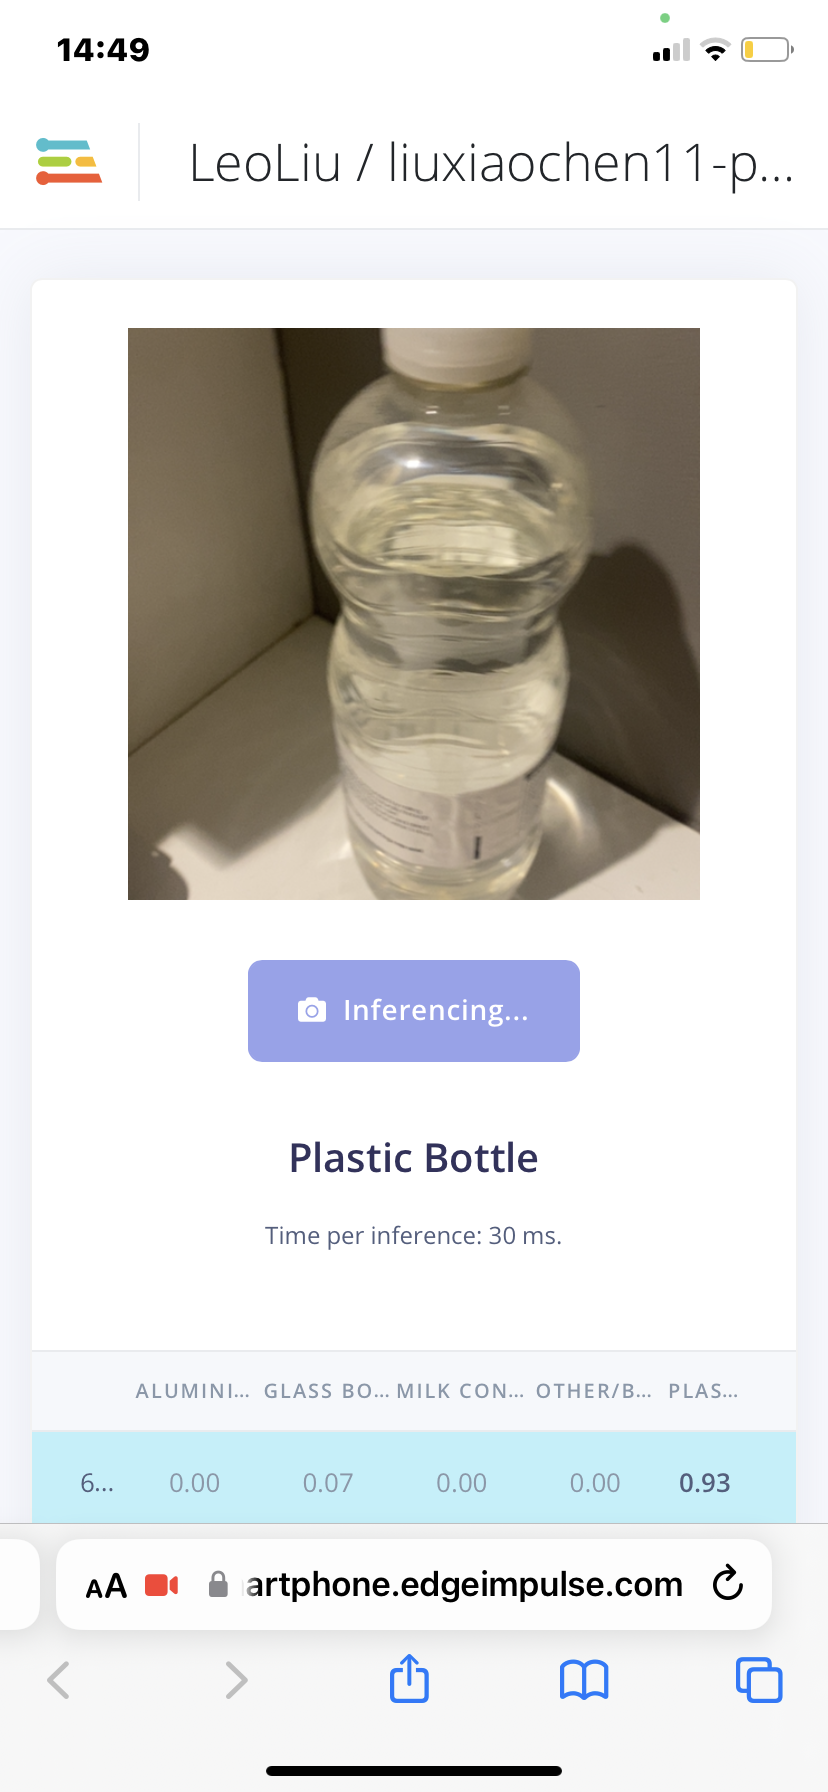 14:49
LeoLiu / liuxiaochen11-p...
Inferencing...
Plastic Bottle
Time per inference: 30 ms.
ALUMINI... GLASS BO... MILK CON... OTHER/B... PLAS...
6... 0.00 0.07 0.00 0.00 0.93
AA artphone.edgeimpulse.com